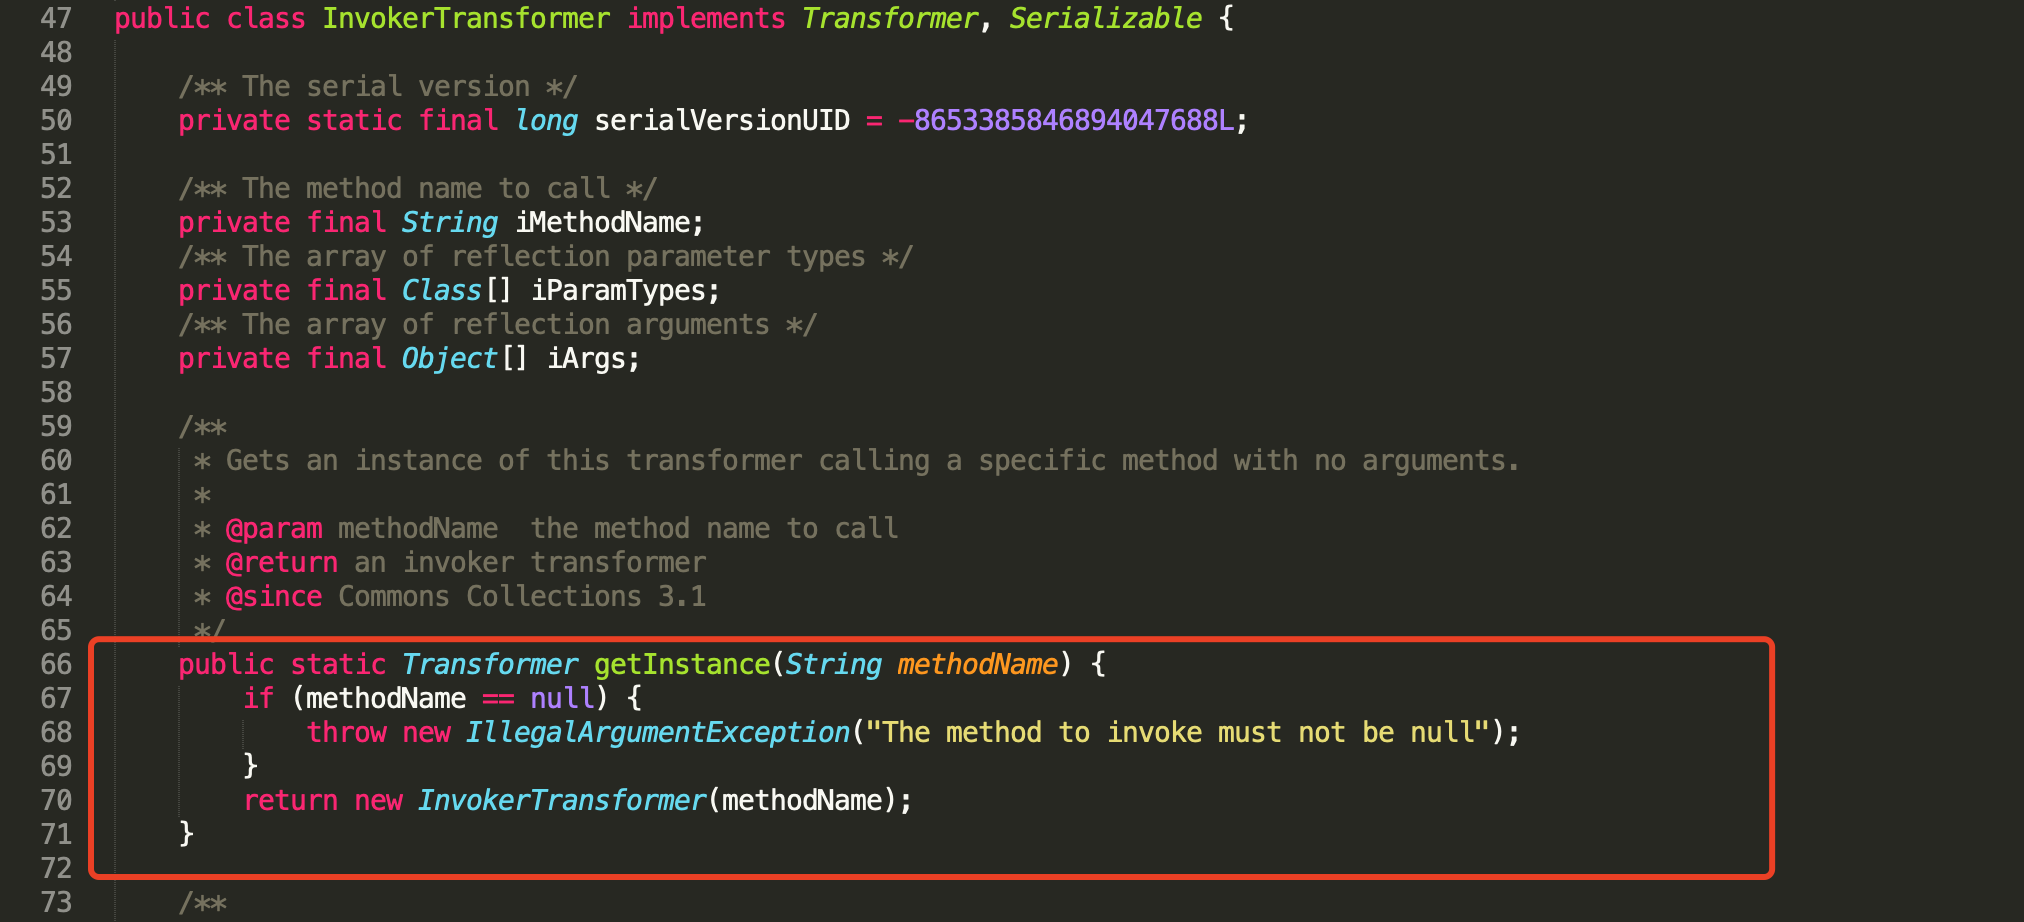 47 public class InvokerTransformer implements Transformer, Serializable {
48
49 /** The serial version */
50 private static final long serialVersionUID = -8653385846894047688L;
51
52 /** The method name to call */
53 private final String iMethodName;
54 /** The array of reflection parameter types */
55 private final Class[] iParamTypes;
56 /** The array of reflection arguments */
57 private final Object[] iArgs;
58
59 /**
60 * Gets an instance of this transformer calling a specific method with no arguments.
61 *
62 * @param methodName  the method name to call
63 * @return an invoker transformer
64 * @since Commons Collections 3.1
65 */
66 public static Transformer getInstance(String methodName) {
67 if (methodName == null) {
68 throw new IllegalArgumentException("The method to invoke must not be null");
69 }
70 return new InvokerTransformer(methodName);
71 }
72
73 /**